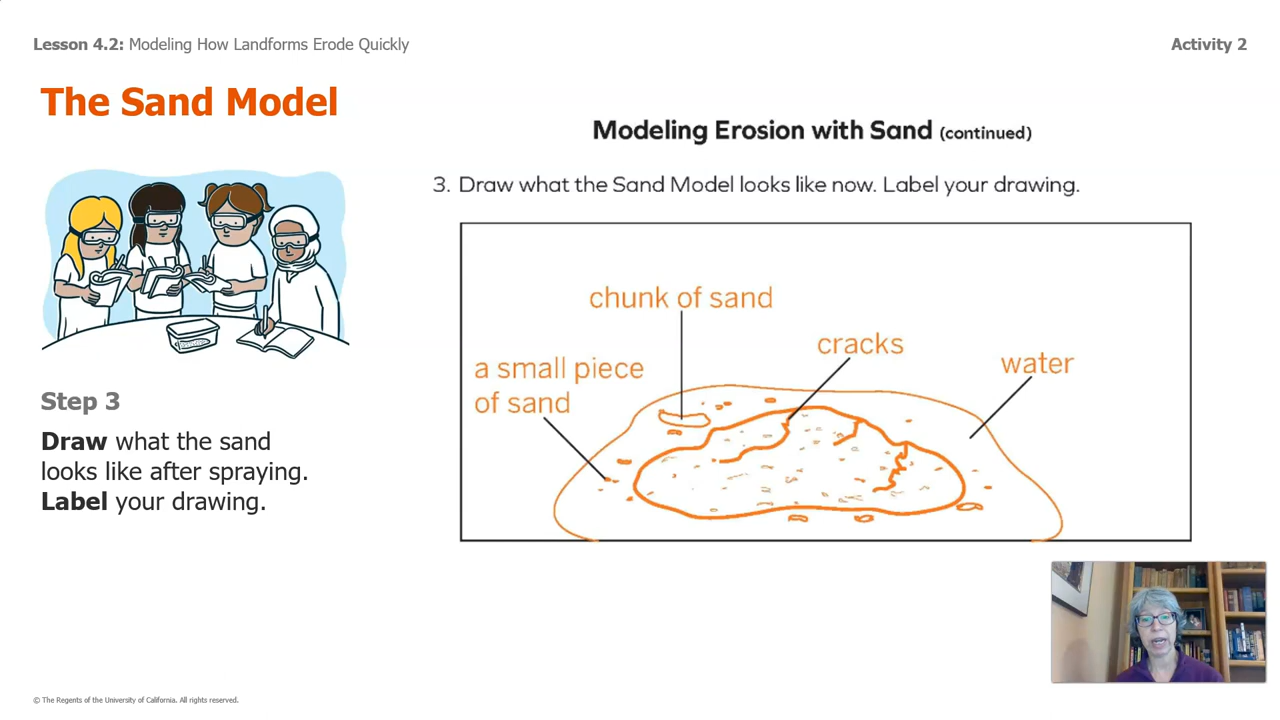 Lesson 4.2: Modeling How Landforms Erode Quickly
Activity 2
The Sand Model
Modeling Erosion with Sand (continued)
3. Draw what the Sand Model looks like now. Label your drawing.
chunk of sand
cracks
water
a small piece
of sand
Step 3
Draw what the sand
looks like after spraying.
Label your drawing.
© The Regents of the University of California. All rights reserved.